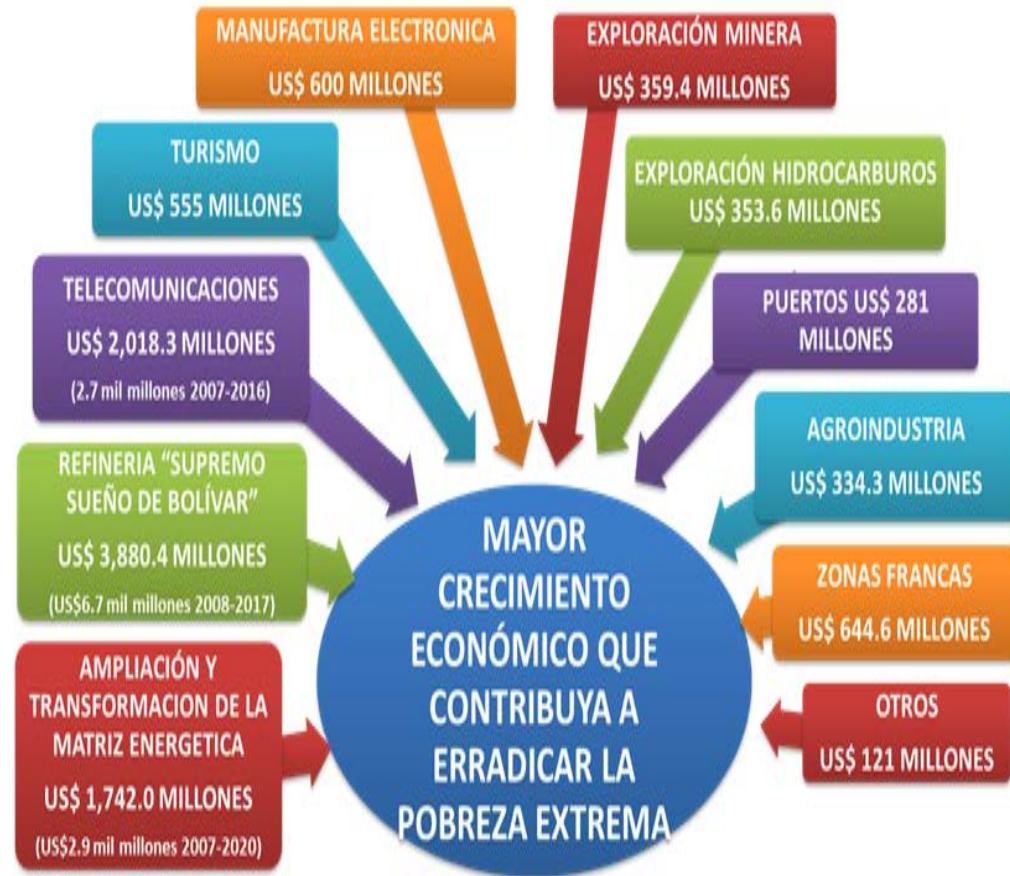 MANUFACTURA ELECTRONICA
US$ 600 MILLONES
EXPLORACIÓN MINERA
US$ 359.4 MILLONES
TURISMO
US$ 555 MILLONES
EXPLORACIÓN HIDROCARBUROS
US$ 353.6 MILLONES
TELECOMUNICACIONES
US$ 2,018.3 MILLONES
(2.7 mil millones 2007-2016)
PUERTOS US$ 281
MILLONES
REFINERIA “SUPREMO
SUEÑO DE BOLÍVAR”
US$ 3,880.4 MILLONES
(US$6.7 mil millones 2008-2017)
AGROINDUSTRIA
US$ 334.3 MILLONES
AMPLIACIÓN Y
TRANSFORMACION DE LA
MATRIZ ENERGETICA
US$ 1,742.0 MILLONES
(US$2.9 mil millones 2007-2020)
ZONAS FRANCAS
US$ 644.6 MILLONES
OTROS
US$ 121 MILLONES
MAYOR
CRECIMIENTO
ECONÓMICO QUE
CONTRIBUYA A
ERRADICAR LA
POBREZA EXTREMA